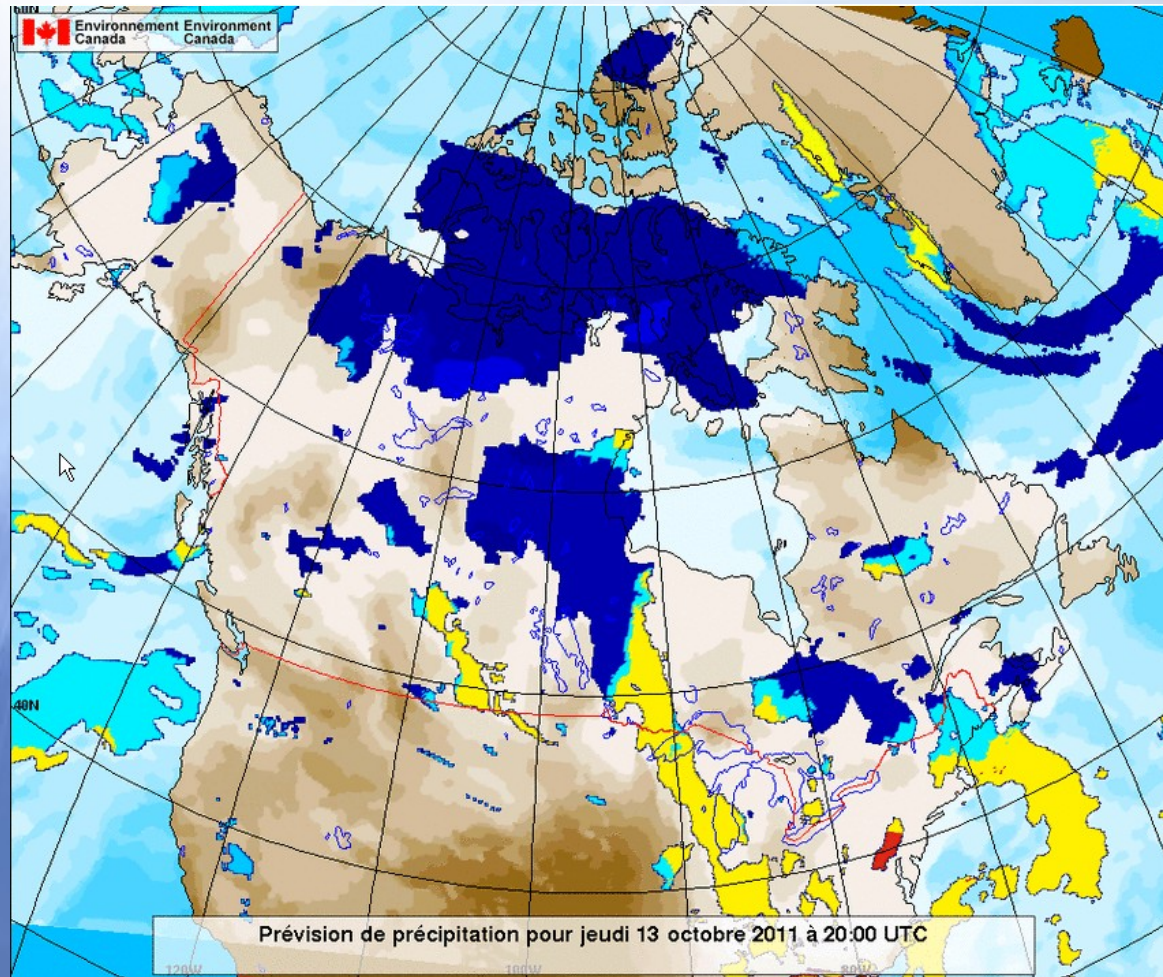 60N
Environnement Environment
Canada Canada
40N
Prévision de précipitation pour jeudi 13 octobre 2011 à 20:00 UTC
120W 100W 80W